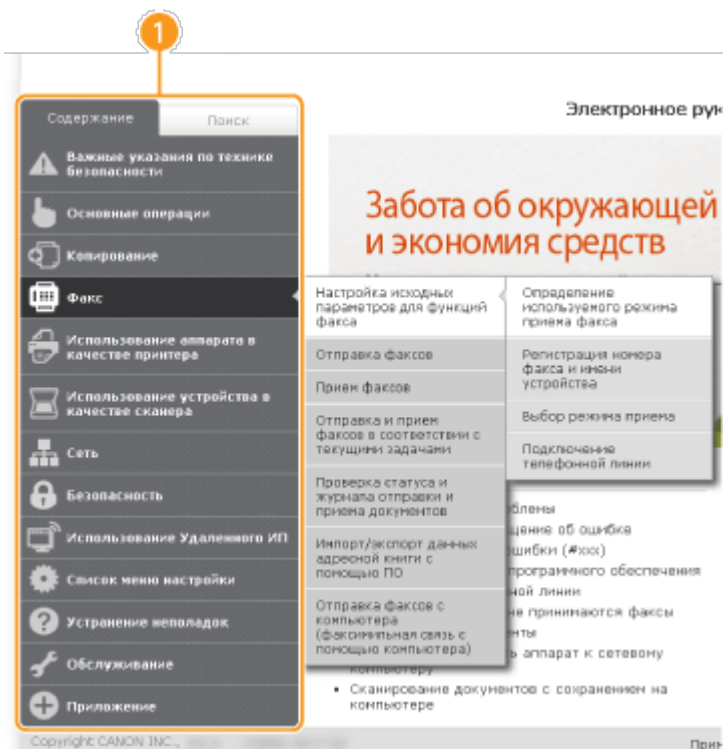 1
Содержание
Поиск
Электронное рук
Важные указания по технике
безопасности
Основные операции
Копирование
Факс
Использование аппарата в
качестве принтера
Использование устройства в
качестве сканера
Сеть
Безопасность
Использование Удаленного ИП
Список меню настройки
Устранение неполадок
Обслуживание
Приложение
Забота об окружающей
и экономия средств
Настройка исходных
параметров для функций
факса
Отправка факсов
Прием факсов
Отправка и прием
факсов в соответствии с
текущими задачами
Проверка статуса и
журнала отправки и
приема документов
Импорт/экспорт данных
адресной книги с
помощью ПО
Отправка факсов с
компьютера
(факсимильная связь с
помощью компьютера)
Определение
используемого режима
приема факса
Регистрация номера
факса и имени
устройства
Выбор режима приема
Подключение
телефонной линии
блемы
щение об ошибке
шибки (#xxx)
программного обеспечения
ной линии
не принимаются факсы
нты
ь аппарат к сетевому
компьютеру
• Сканирование документов с сохранением на
компьютере
Copyright CANON INC.,
При